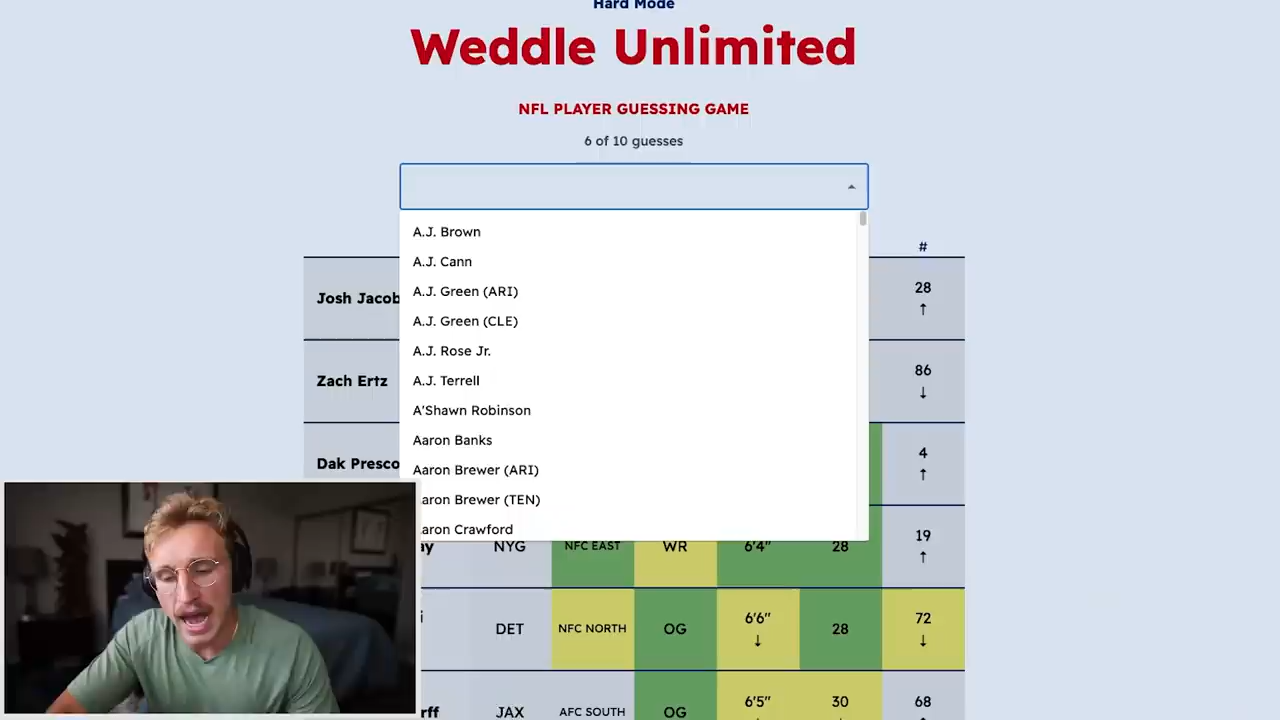 Hard Mode
Weddle Unlimited
NFL PLAYER GUESSING GAME
6 of 10 guesses
A.J. Brown
A.J. Cann
A.J. Green (ARI)
A.J. Green (CLE)
A.J. Rose Jr.
A.J. Terrell
A'Shawn Robinson
Aaron Banks
Aaron Brewer (ARI)
aron Brewer (TEN)
aron Crawford
#
Josh Jacob 28 ↑
Zach Ertz 86 ↓
Dak Presco 4 ↑
ay NYG NFC EAST WR 6'4" 28 19 ↑
i DET NFC NORTH OG 6'6" ↓ 28 72 ↓
rff JAX AFC SOUTH OG 6'5" 30 68